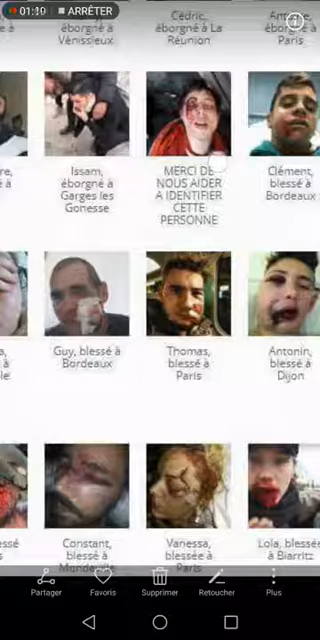 01:10 ARRÊTER
Cédric,
éborgné à
Vénissieux
éborgné à La
Réunion
éborgné à
Paris
Issam,
éborgné à
Garges les
Gonesse
MERCI DE
NOUS AIDER
A IDENTIFIER
CETTE
PERSONNE
Clément,
blessé à
Bordeaux
Guy, blessé à
Bordeaux
Thomas,
blessé à
Paris
Antonin,
blessé à
Dijon
Constant,
blessé à
Vanessa,
blessée à
Paris
Lola, blessée
à Biarritz
Partager
Favoris
Supprimer
Retoucher
Plus